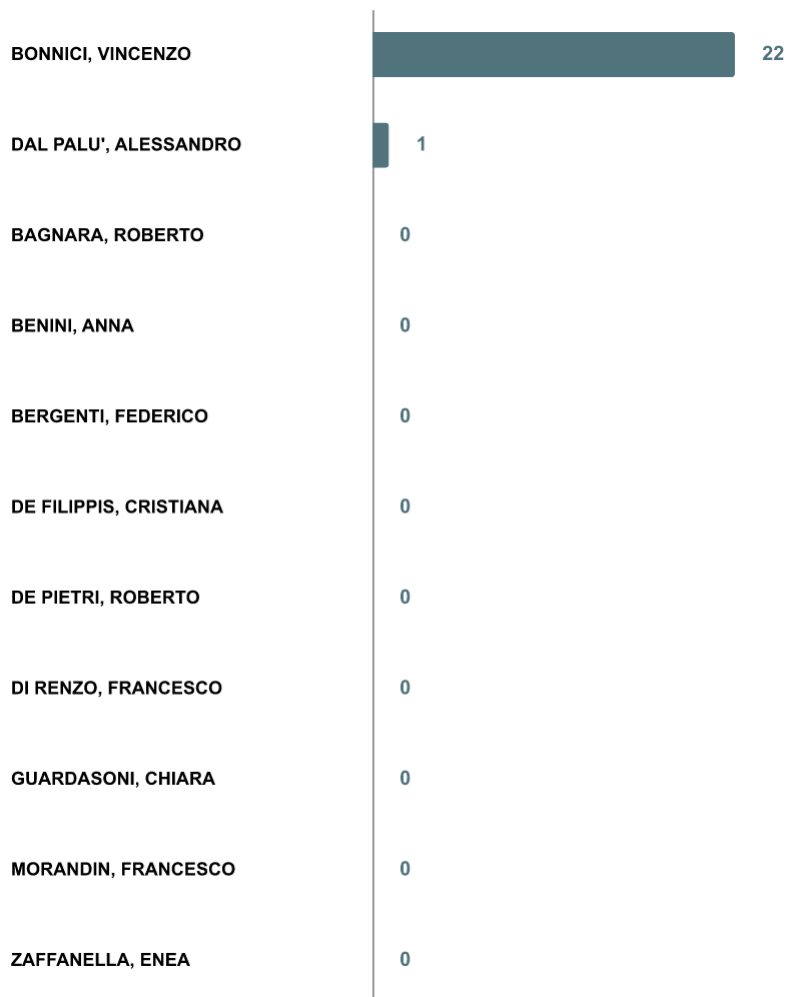 BONNICI, VINCENZO 22
DAL PALU', ALESSANDRO 1
BAGNARA, ROBERTO 0
BENINI, ANNA 0
BERGENTI, FEDERICO 0
DE FILIPPIS, CRISTIANA 0
DE PIETRI, ROBERTO 0
DI RENZO, FRANCESCO 0
GUARDASONI, CHIARA 0
MORANDIN, FRANCESCO 0
ZAFFANELLA, ENEA 0